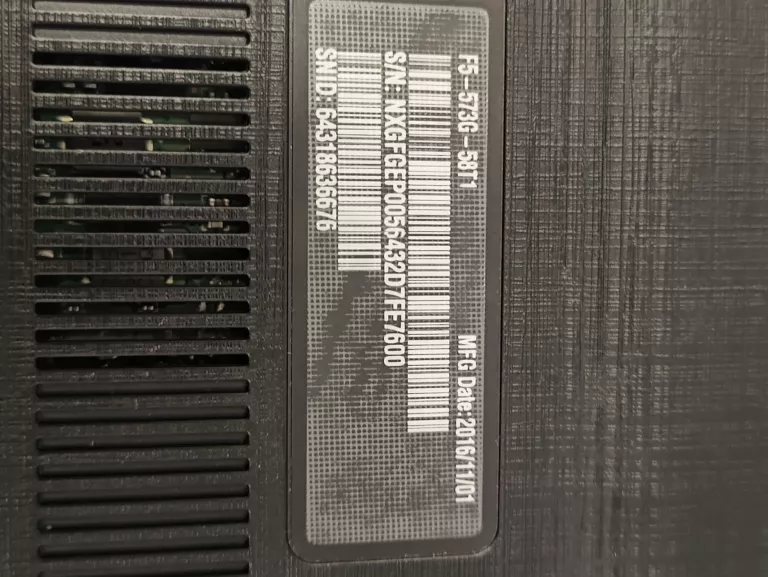 F5-573G-58T1 MFG Date:2016/11/01
S/N: NXGFGEP0056432D7FE7600
SNID: 64318636676